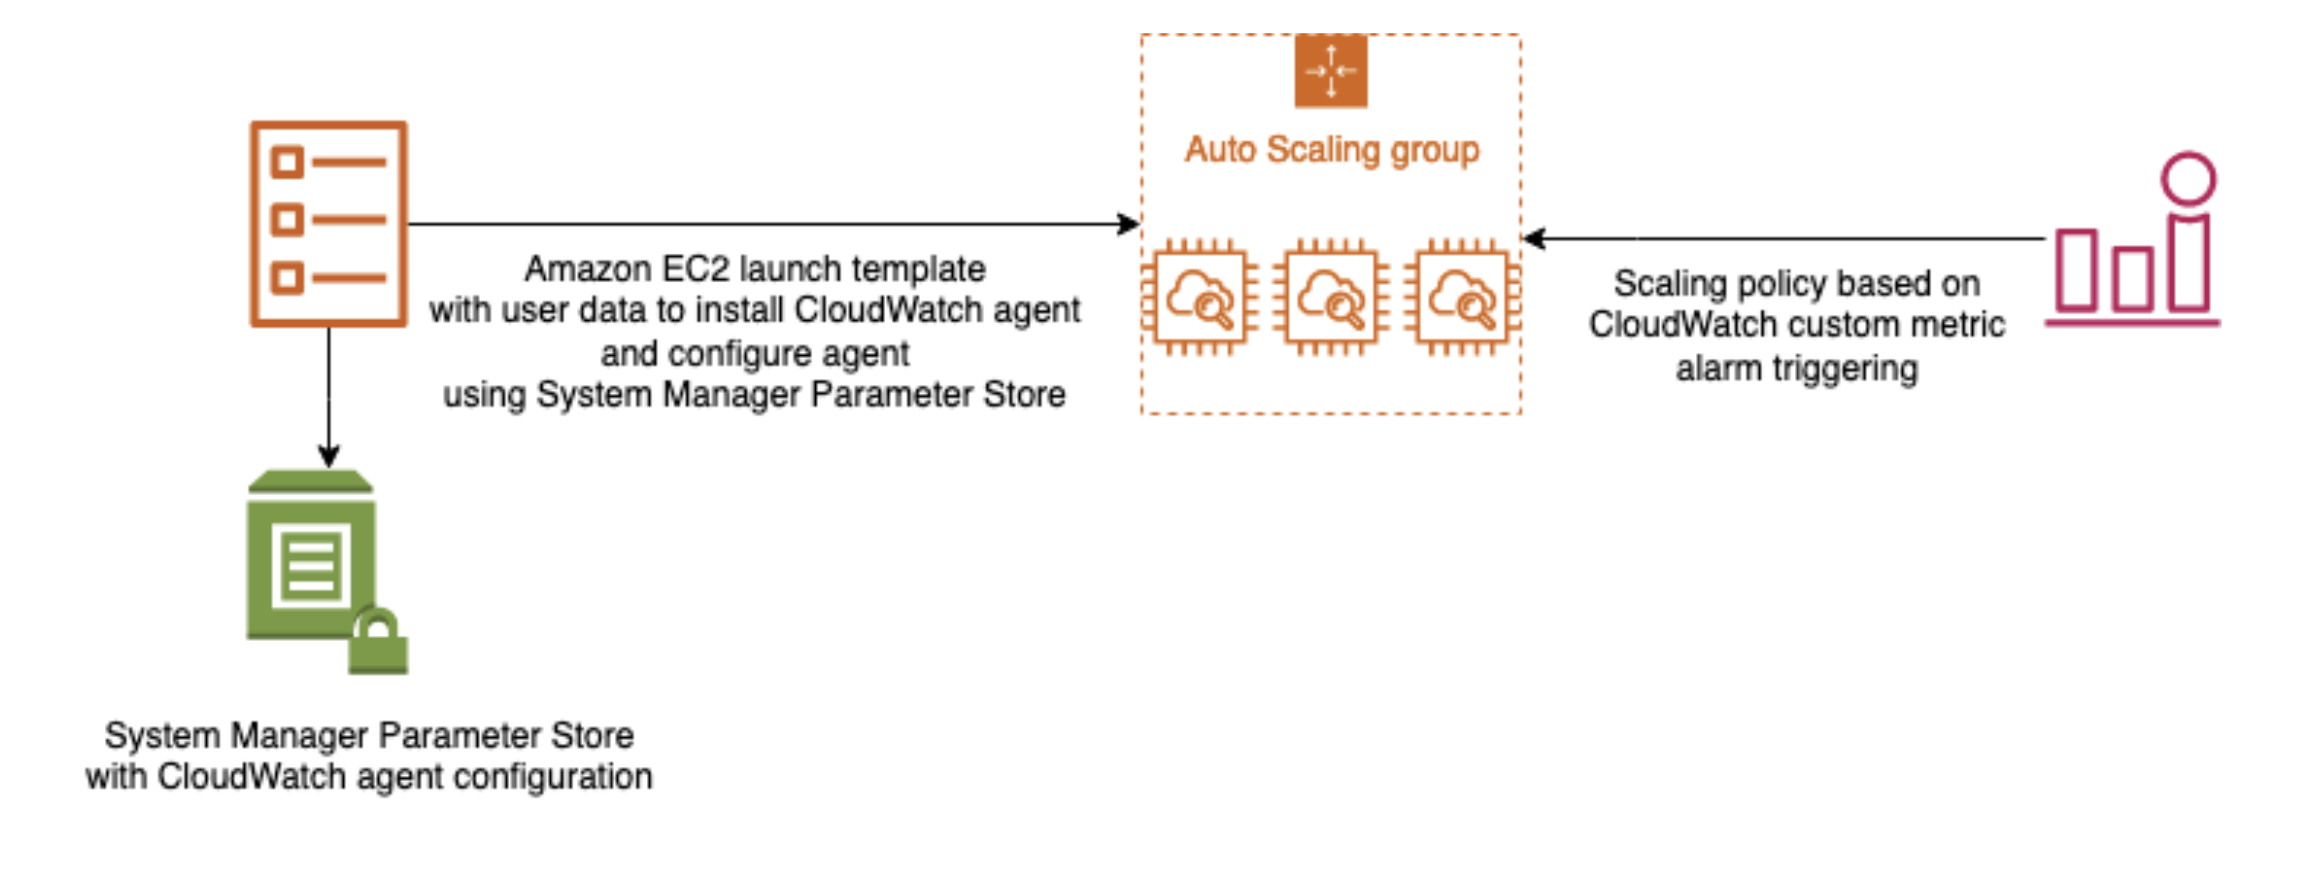 Auto Scaling group
Amazon EC2 launch template
with user data to install CloudWatch agent
and configure agent
using System Manager Parameter Store
Scaling policy based on
CloudWatch custom metric
alarm triggering
System Manager Parameter Store
with CloudWatch agent configuration